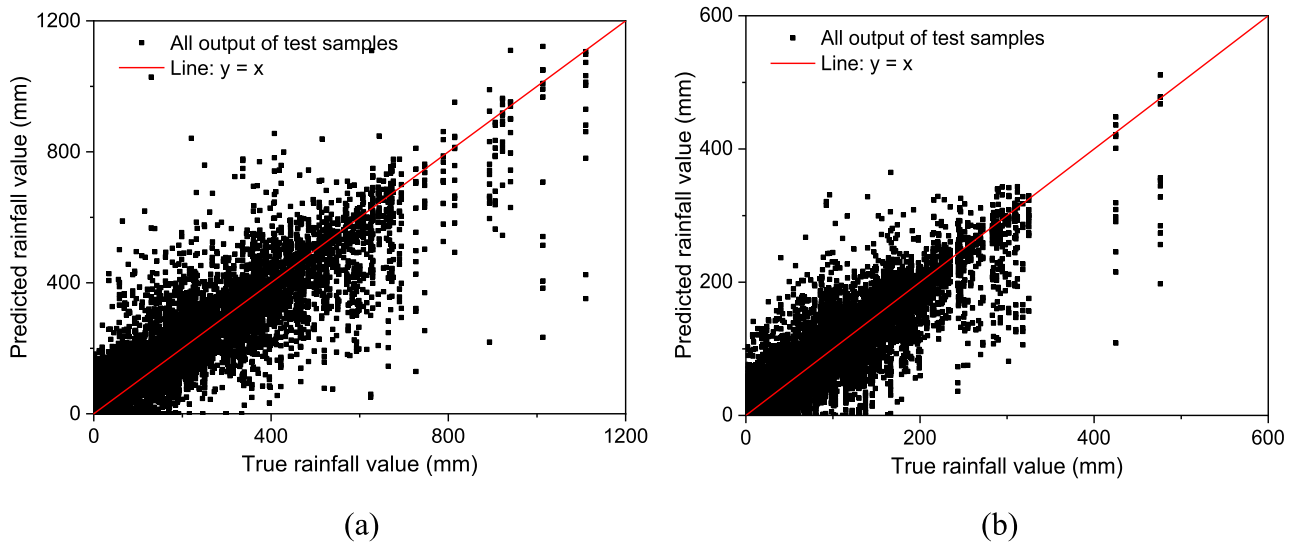 1200
800
400
0
0
400
800
1200
Predicted rainfall value (mm)
True rainfall value (mm)
All output of test samples
Line: y = x
(a)
600
400
200
0
0
200
400
600
Predicted rainfall value (mm)
True rainfall value (mm)
All output of test samples
Line: y = x
(b)